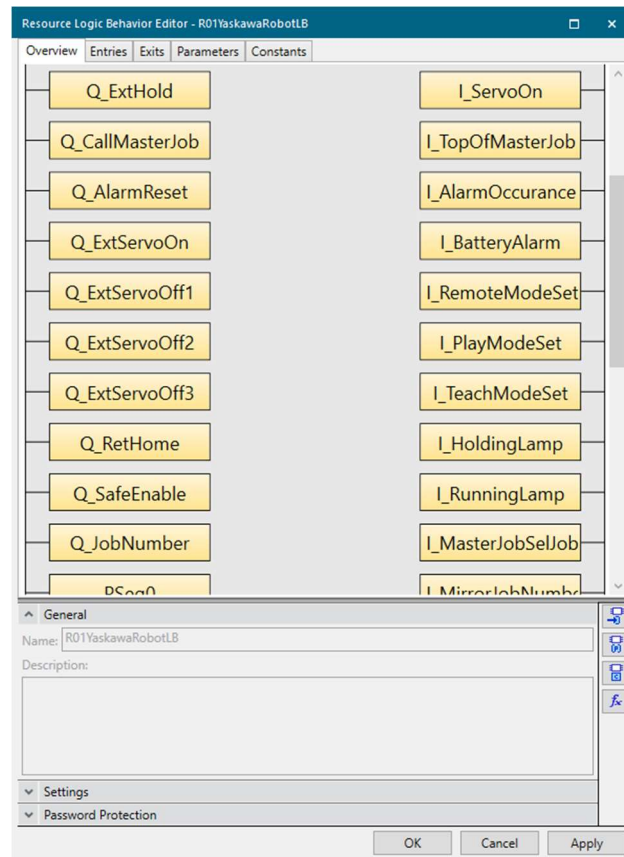 Resource Logic Behavior Editor - R01YaskawaRobotLB
Overview Entries Exits Parameters Constants
Q_ExtHold I_ServoOn
Q_CallMasterJob I_TopOfMasterJob
Q_AlarmReset I_AlarmOccurance
Q_ExtServoOn I_BatteryAlarm
Q_ExtServoOff1 I_RemoteModeSet
Q_ExtServoOff2 I_PlayModeSet
Q_ExtServoOff3 I_TeachModeSet
Q_RetHome I_HoldingLamp
Q_SafeEnable I_RunningLamp
Q_JobNumber I_MasterJobSelJob
PSeq0 I_MirrorJobNumbe
General
Name: R01YaskawaRobotLB
Description:
Settings
Password Protection
OK Cancel Apply